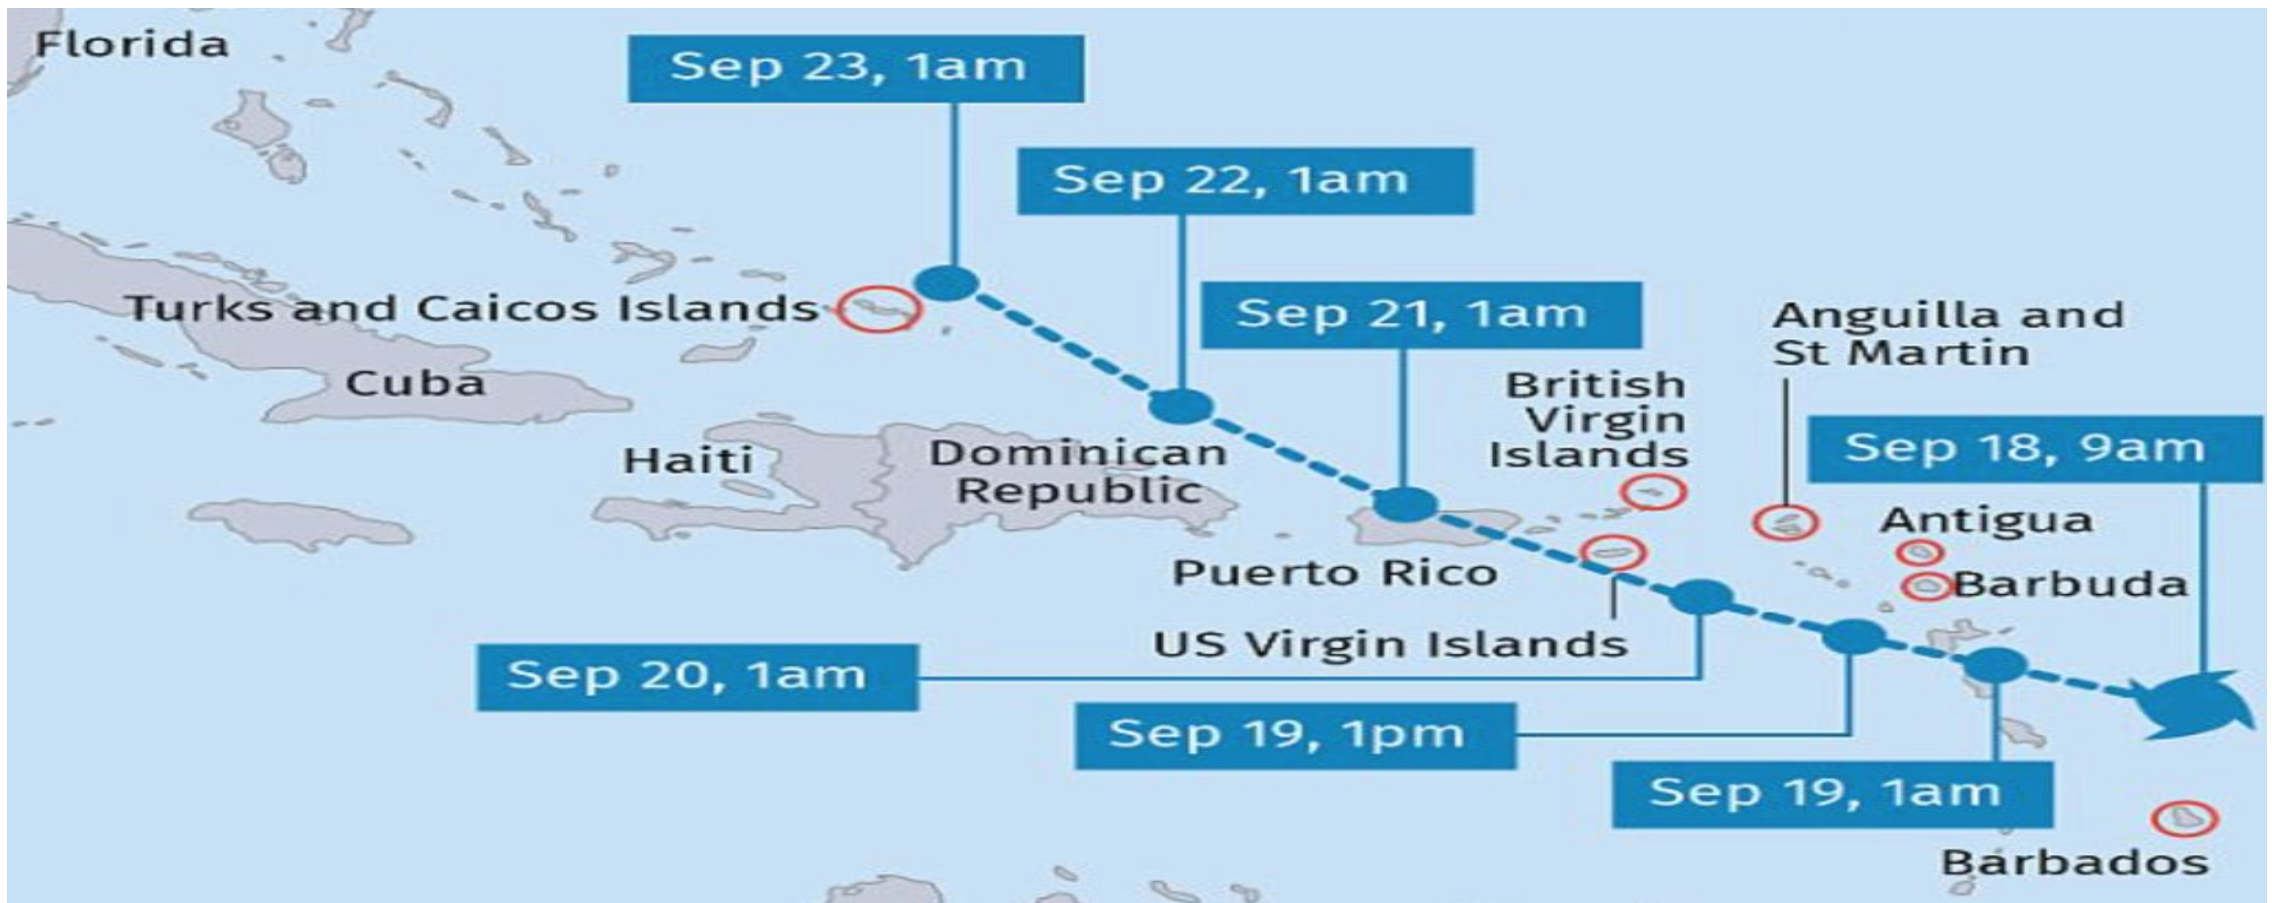 Florida
Sep 23, 1am
Sep 22, 1am
Turks and Caicos Islands
Sep 21, 1am
Anguilla and
St Martin
Cuba
British
Virgin
Islands
Sep 18, 9am
Haiti
Dominican
Republic
Antigua
Puerto Rico
Barbuda
US Virgin Islands
Sep 20, 1am
Sep 19, 1pm
Sep 19, 1am
Barbados